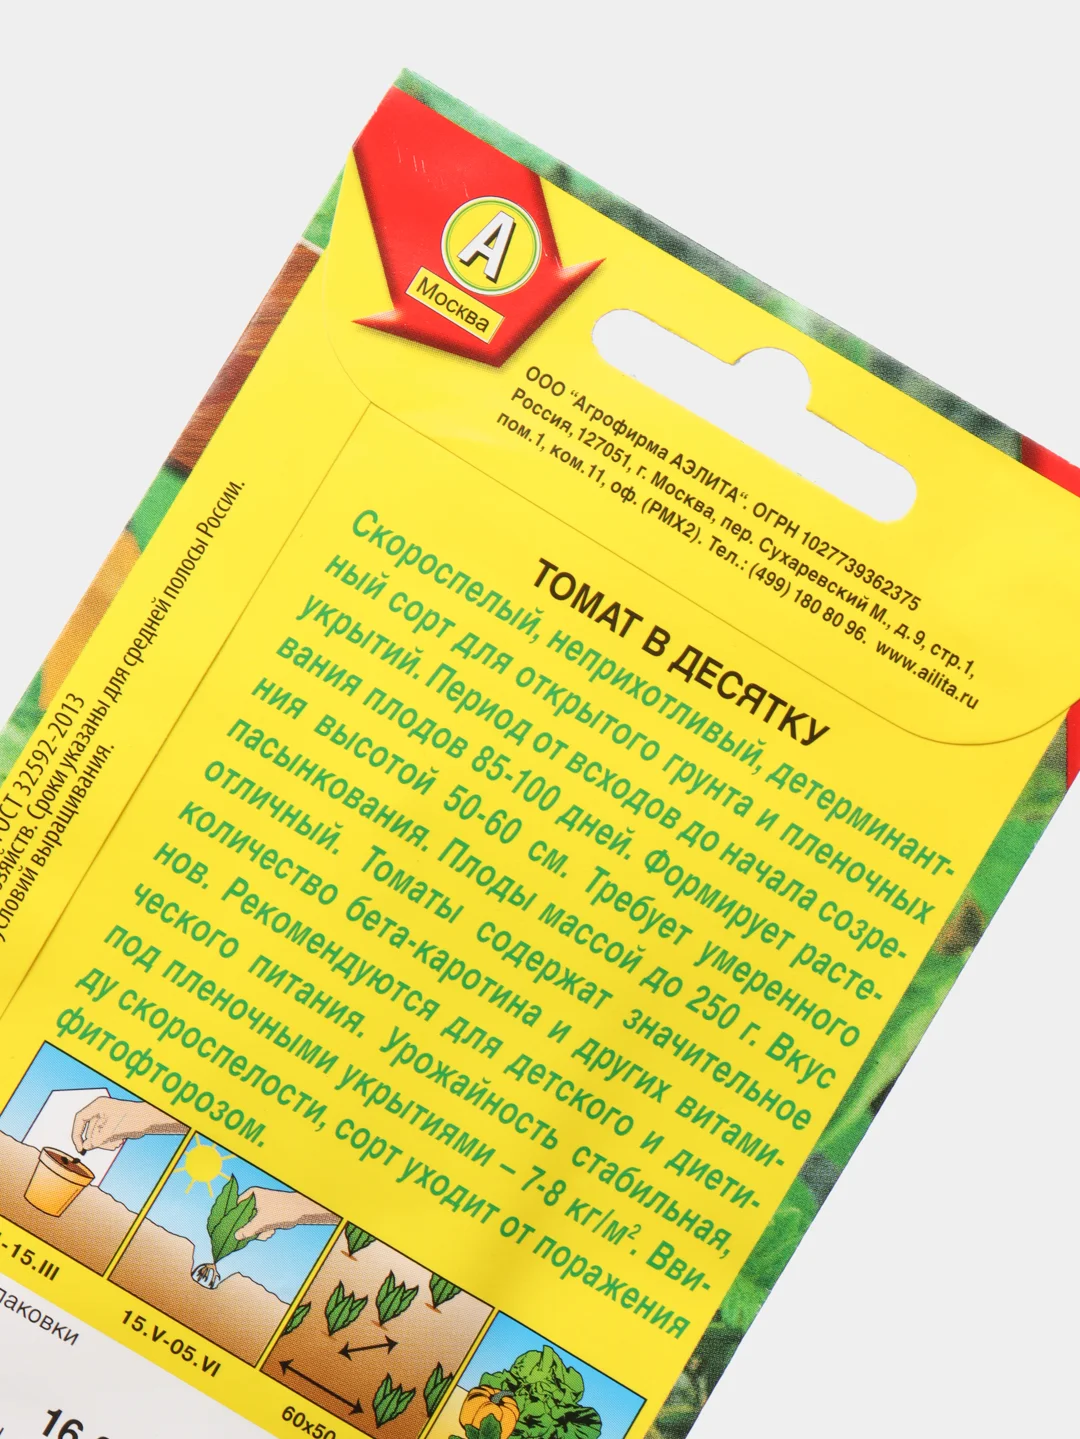 А
Москва
ООО “Агрофирма АЭЛИТА“. ОГРН 1027739362375
Россия, 127051, г. Москва, пер. Сухаревский М., д. 9, стр.1,
пом.1, ком.11, оф. (РМХ2). Тел.: (499) 180 80 96. www.ailita.ru
ТОМАТ В ДЕСЯТКУ
Скороспелый, неприхотливый, детерминант-
ный сорт для открытого грунта и пленочных
укрытий. Период от всходов до начала созре-
вания плодов 85-100 дней. Формирует расте-
ния высотой 50-60 см. Требует умеренного
пасынкования. Плоды массой до 250 г. Вкус
отличный. Томаты содержат значительное
количество бета-каротина и других витами-
нов. Рекомендуются для детского и диети-
ческого питания. Урожайность стабильная,
под пленочными укрытиями – 7-8 кг/м². Вви-
ду скороспелости, сорт уходит от поражения
фитофторозом.
ГОСТ 32592-2013
Сроки указаны для средней полосы России.
условий выращивания.
-15.III
15.V-05.VI
60x50
16